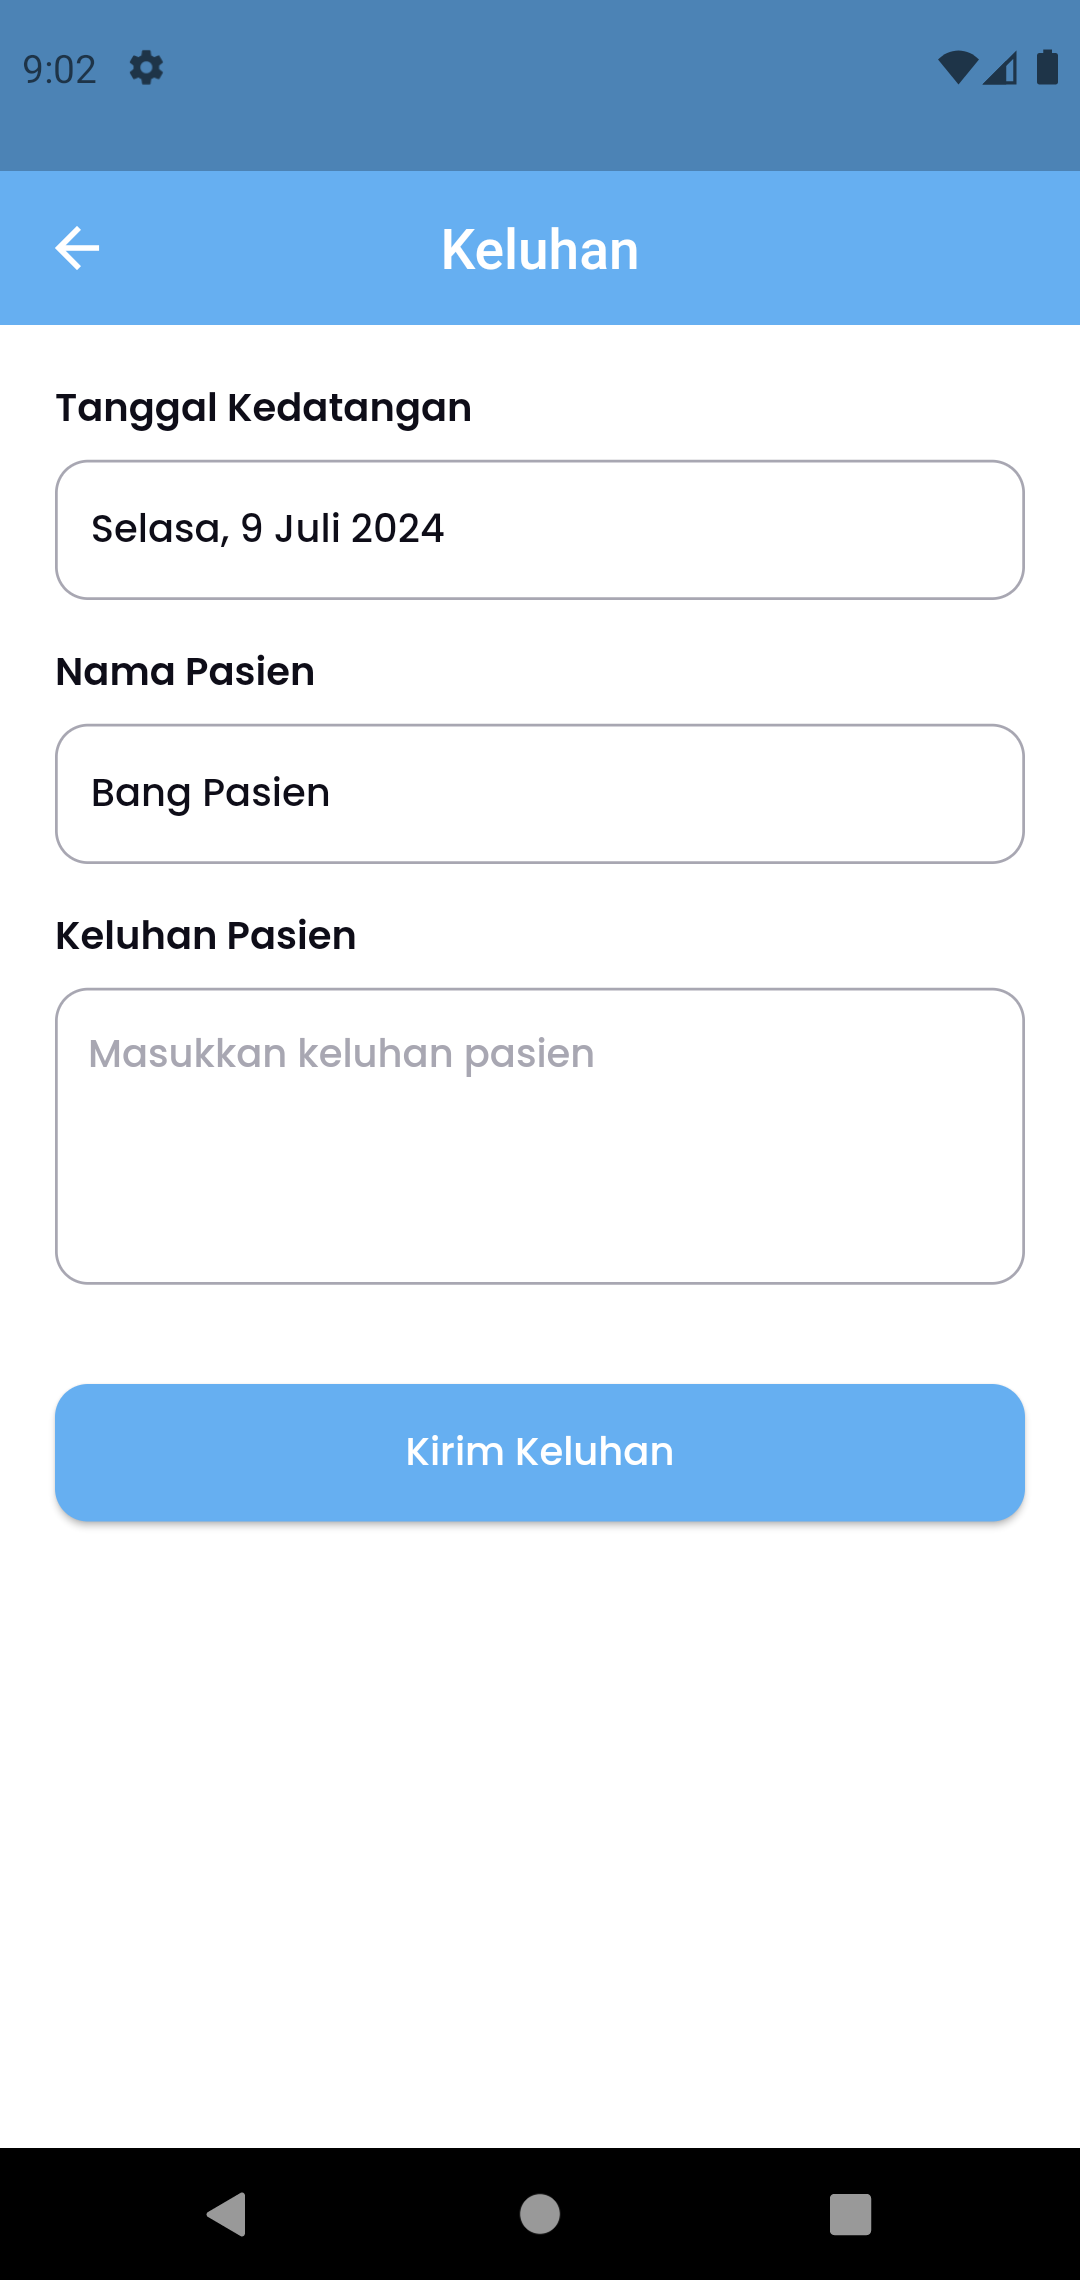 9:02
Keluhan
Tanggal Kedatangan
Selasa, 9 Juli 2024
Nama Pasien
Bang Pasien
Keluhan Pasien
Masukkan keluhan pasien
Kirim Keluhan